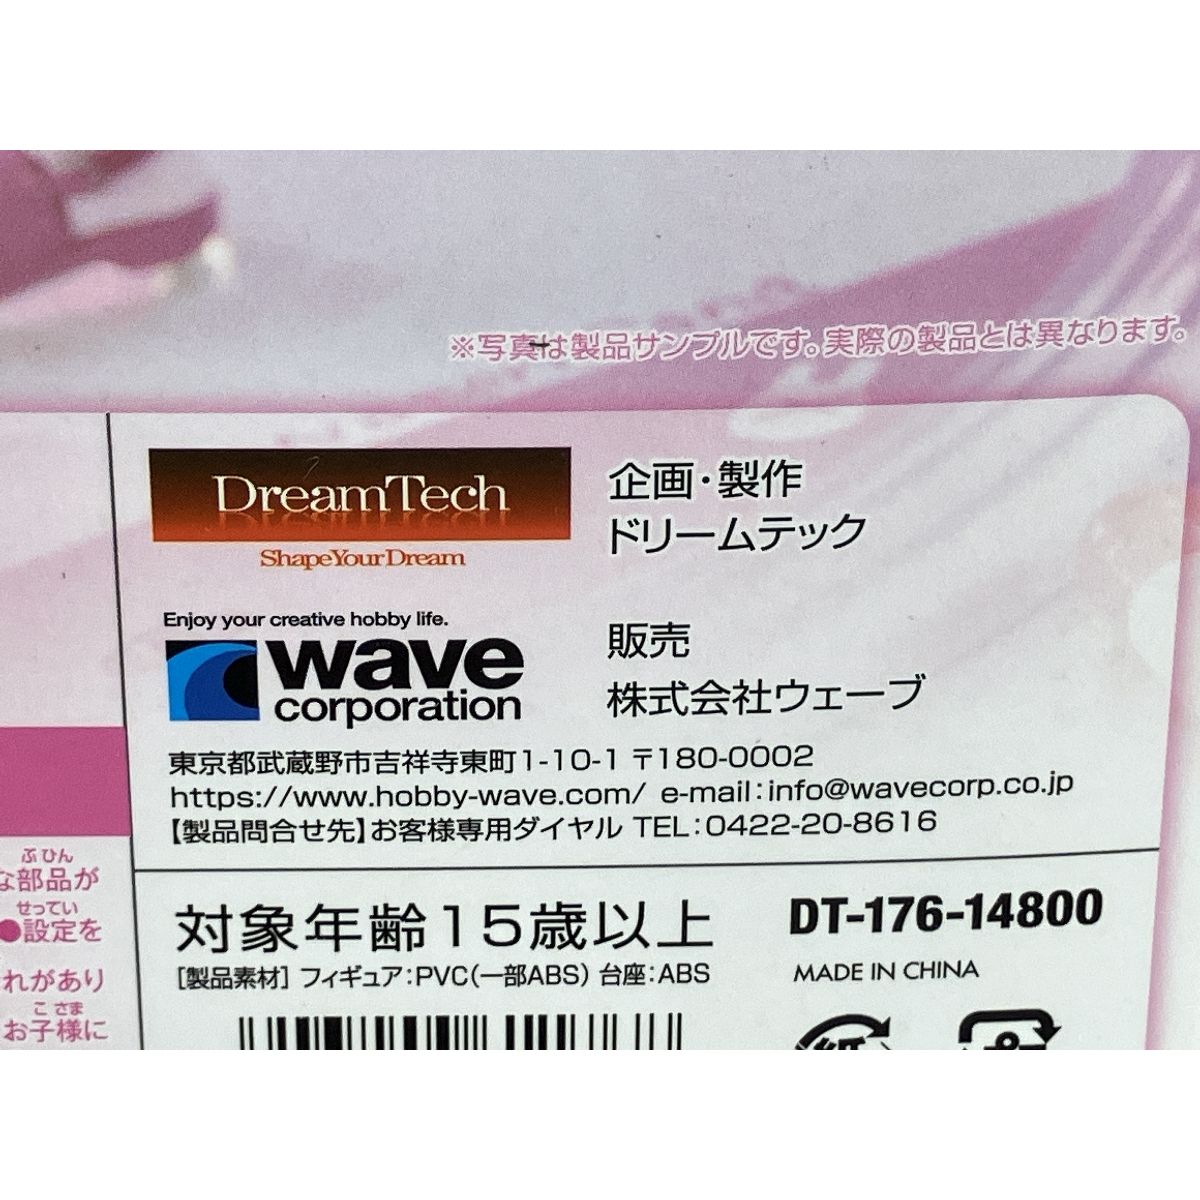 ※写真は製品サンプルです。実際の製品とは異なります。
DreamTech
ShapeYourDream
企画・製作
ドリームテック
Enjoy your creative hobby life.
wave
corporation
販売
株式会社ウェーブ
東京都武蔵野市吉祥寺東町1-10-1 〒180-0002
https://www.hobby-wave.com/ e-mail:info@wavecorp.co.jp
【製品問合せ先】お客様専用ダイヤル TEL:0422-20-8616
対象年齢15歳以上
[製品素材] フィギュア:PVC(一部ABS) 台座:ABS
DT-176-14800
MADE IN CHINA
ぶひん
な部品が
せってい
●設定を
れがあり
こ さま
お子様に